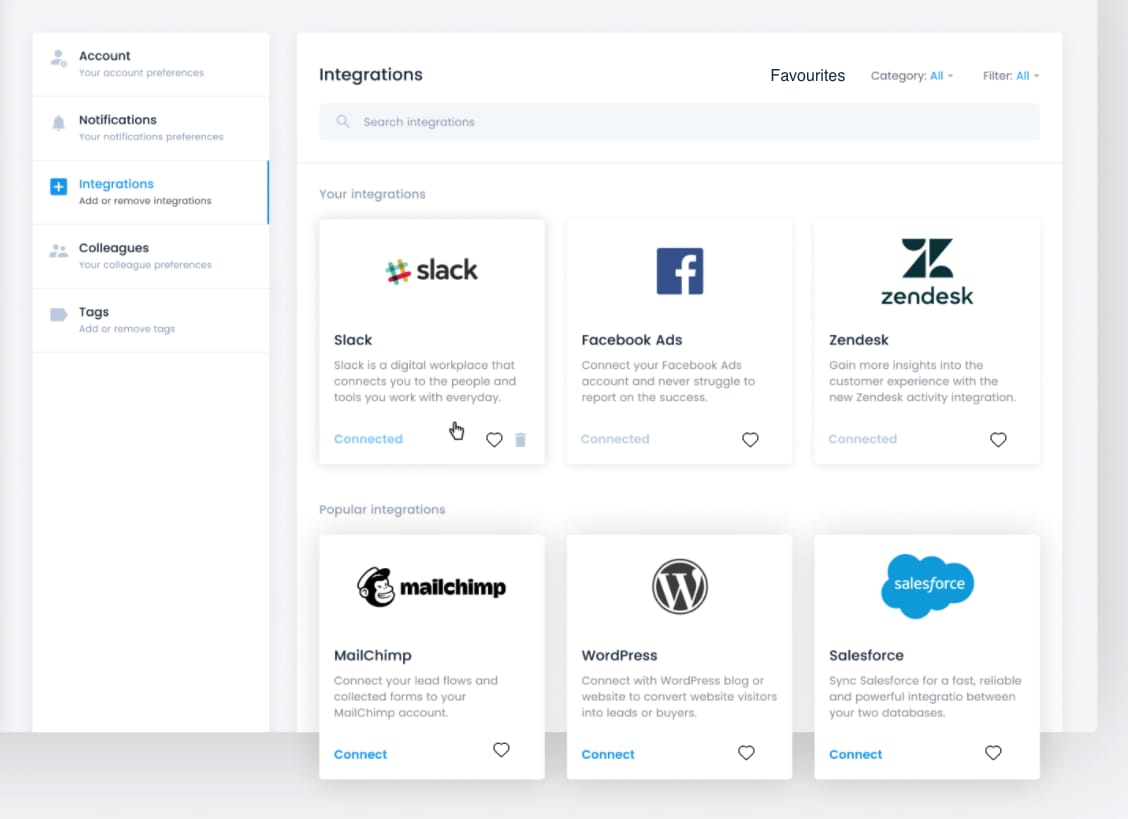 Account
Your account preferences
Notifications
Your notifications preferences
Integrations
Add or remove integrations
Colleagues
Your colleague preferences
Tags
Add or remove tags
Integrations
Favourites
Category: All
Filter: All
Search integrations
Your integrations
slack
Slack
Slack is a digital workplace that
connects you to the people and
tools you work with everyday.
Connected
f
Facebook Ads
Connect your Facebook Ads
account and never struggle to
report on the success.
Connected
zendesk
Zendesk
Gain more insights into the
customer experience with the
new Zendesk activity integration.
Connected
Popular integrations
mailchimp
MailChimp
Connect your lead flows and
collected forms to your
MailChimp account.
Connect
W
WordPress
Connect with WordPress blog or
website to convert website visitors
into leads or buyers.
Connect
salesforce
Salesforce
Sync Salesforce for a fast, reliable
and powerful integratio between
your two databases.
Connect